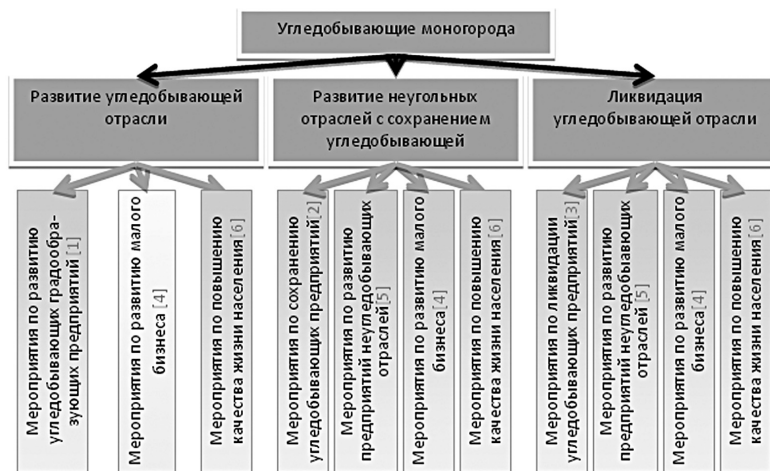 Угледобывающие моногорода
Развитие угледобывающей
отрасли
Развитие неугольных
отраслей с сохранением
угледобывающей
Ликвидация
угледобывающей отрасли
Мероприятия по развитию
угледобывающих градообра-
зующих предприятий [1]
Мероприятия по развитию малого
бизнеса [4]
Мероприятия по повышению
качества жизни населения[6]
Мероприятия по сохранению
угледобывающих предприятий[2]
Мероприятия по развитию
предприятий неугледобывающих
отраслей[5]
Мероприятия по развитию малого
бизнеса[4]
Мероприятия по повышению
качества жизни населения[6]
Мероприятия по ликвидации
угледобывающих предприятий[3]
Мероприятия по развитию
предприятий неугледобыавющих
отраслей [5]
Мероприятия по развитию малого
бизнеса[4]
Мероприятия по повышению
качества жизни населения[6]